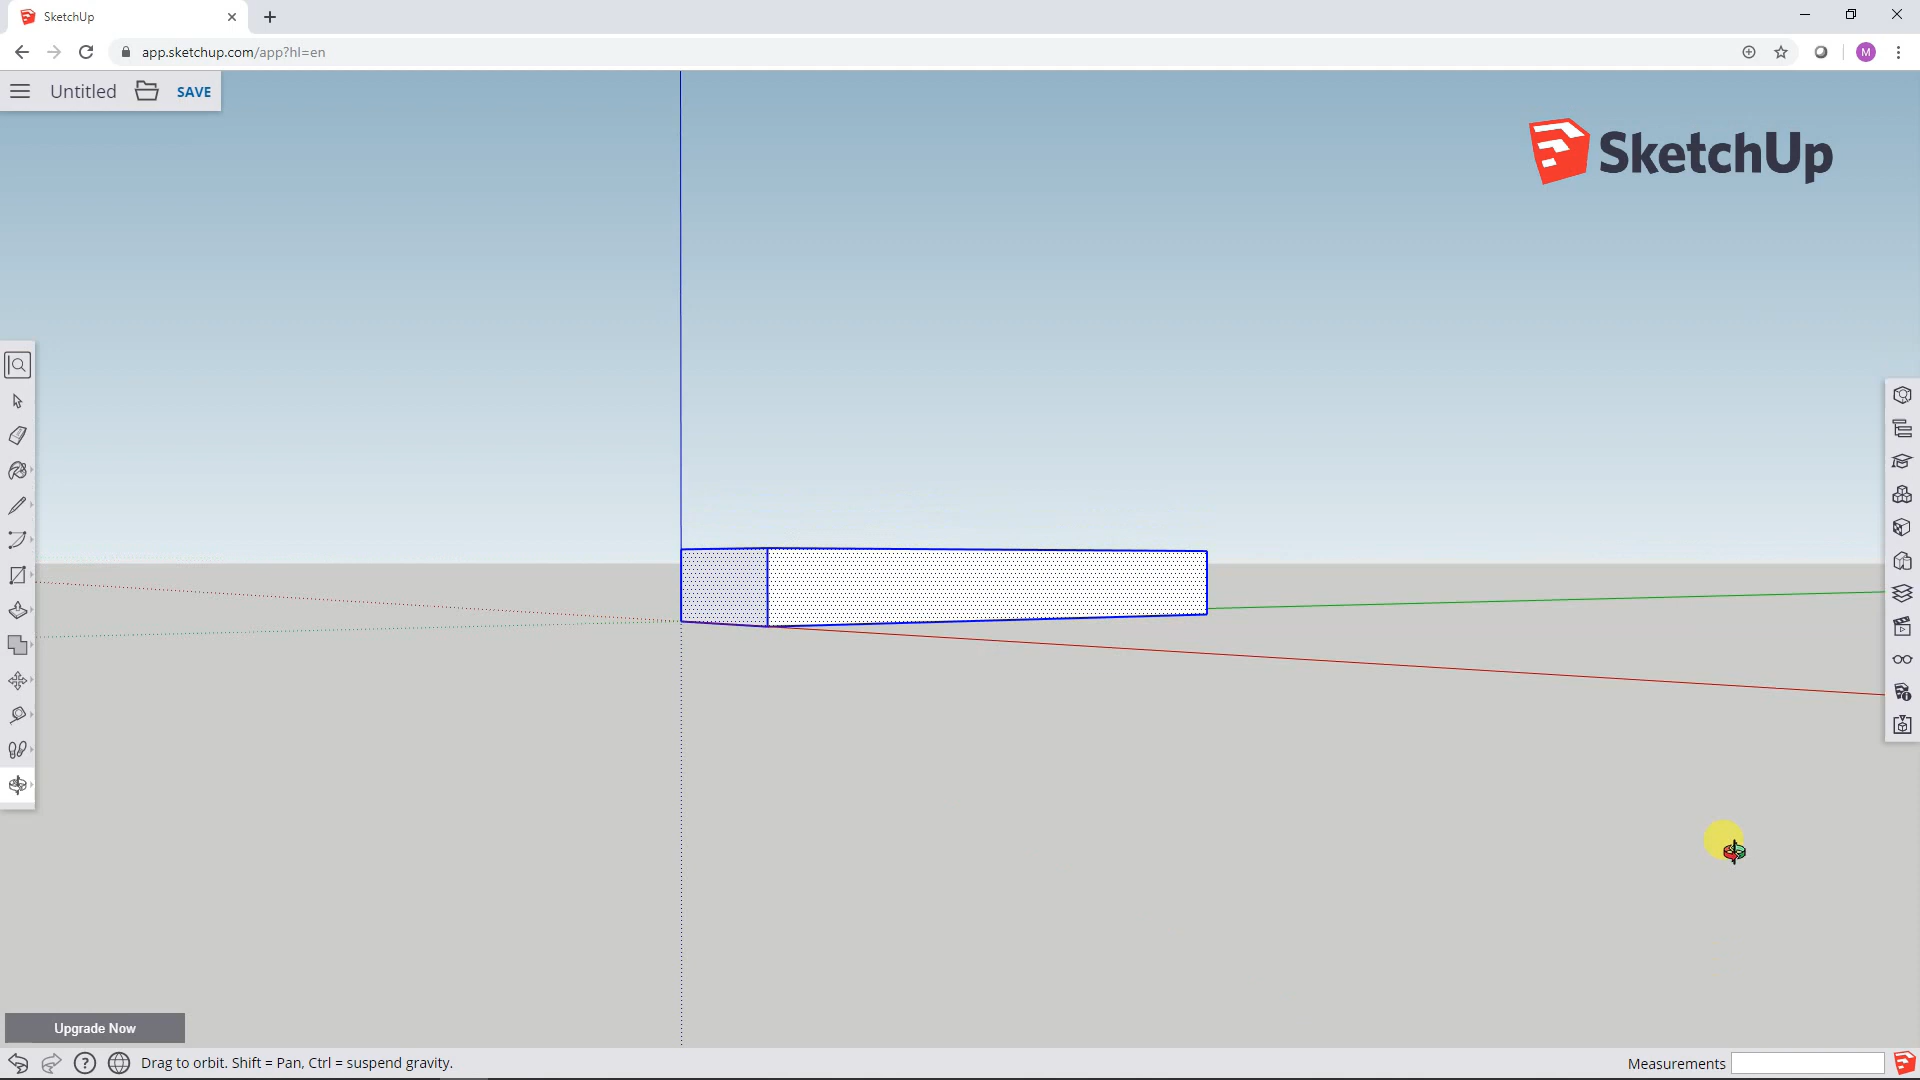 SketchUp
app.sketchup.com/app?hl=en
M
Untitled
SAVE
SketchUp
Upgrade Now
Drag to orbit. Shift = Pan, Ctrl = suspend gravity.
Measurements